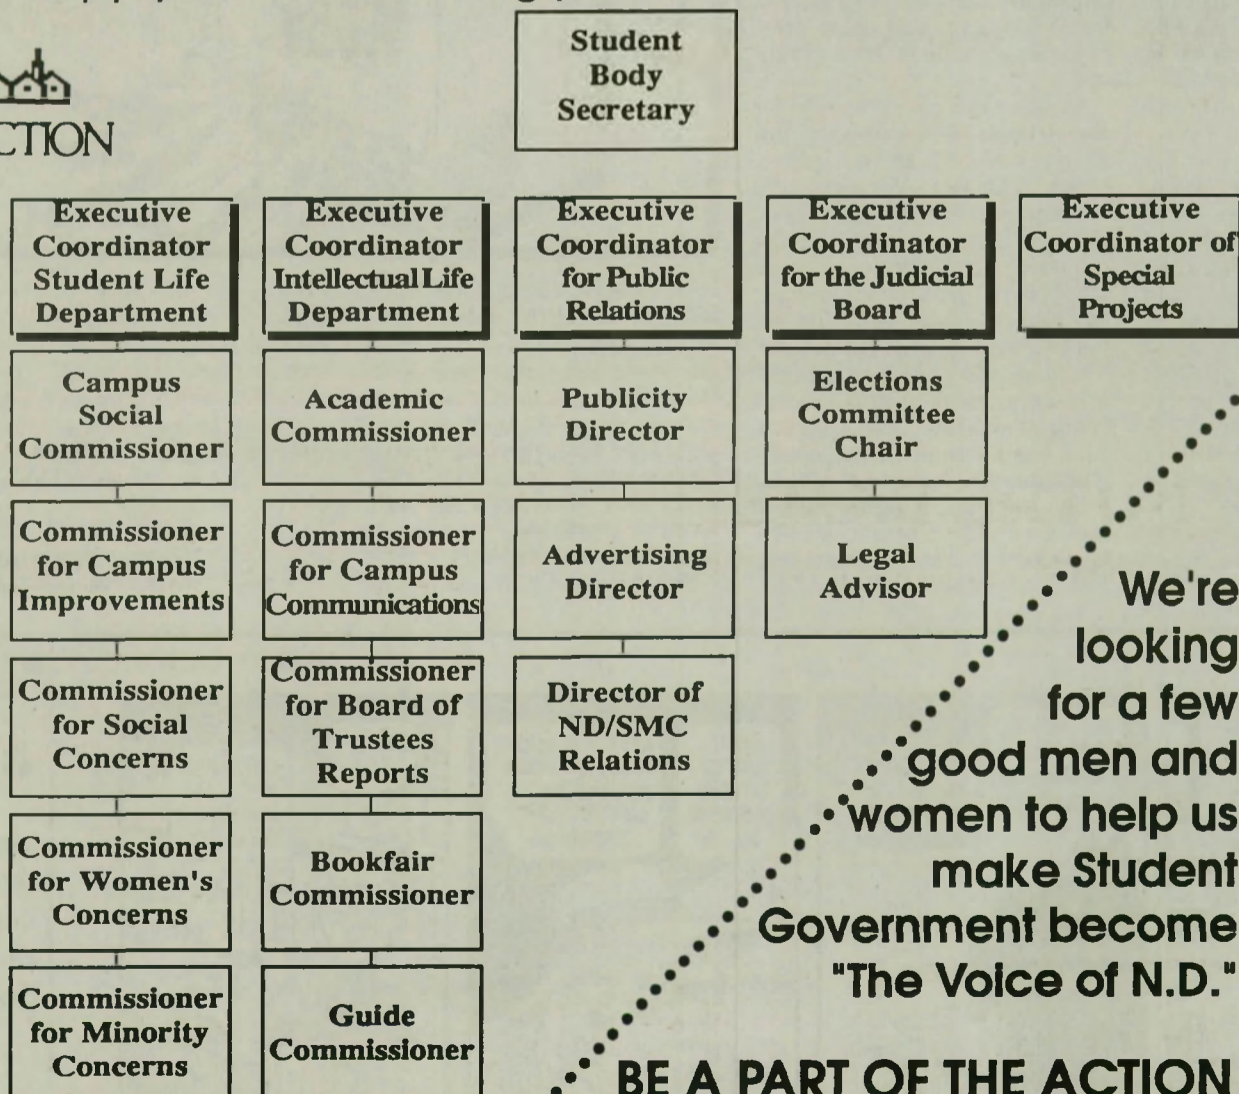 CTION
Student
Body
Secretary
Executive
Coordinator
Student Life
Department
Executive
Coordinator
Intellectual Life
Department
Executive
Coordinator
for Public
Relations
Executive
Coordinator
for the Judicial
Board
Executive
Coordinator of
Special
Projects
Campus
Social
Commissioner
Academic
Commissioner
Publicity
Director
Elections
Committee
Chair
Commissioner
for Campus
Improvements
Commissioner
for Campus
Communications
Advertising
Director
Legal
Advisor
Commissioner
for Social
Concerns
Commissioner
for Board of
Trustees
Reports
Director of
ND/SMC
Relations
Commissioner
for Women's
Concerns
Bookfair
Commissioner
Commissioner
for Minority
Concerns
Guide
Commissioner
We're
looking
for a few
good men and
women to help us
make Student
Government become
"The Voice of N.D."
BE A PART OF THE ACTION